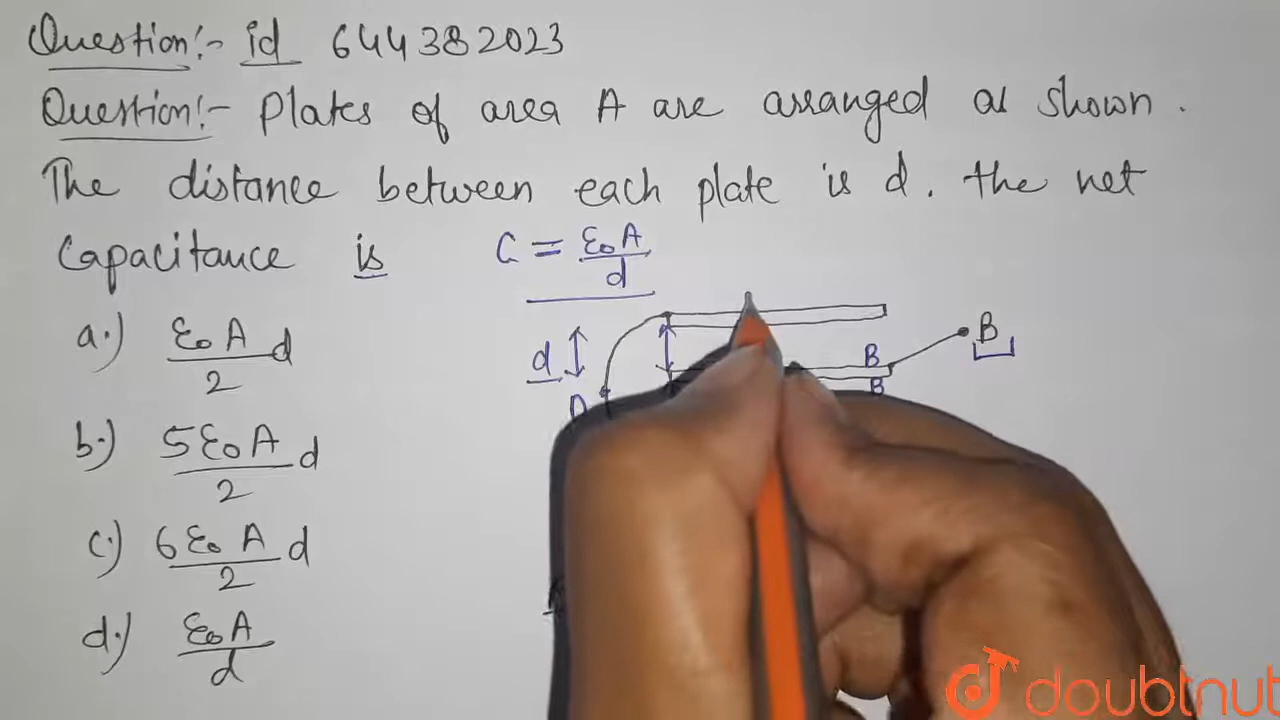 Question:- id 644382023
Question:- Plates of area A are arranged as shown.
The distance between each plate is d. the net
Capacitance is
C = ε₀A/d
a.) ε₀A/2 d
b.) 5ε₀A/2 d
c.) 6ε₀A/2 d
d.) ε₀A/d
d
B
B
B
doubtnut